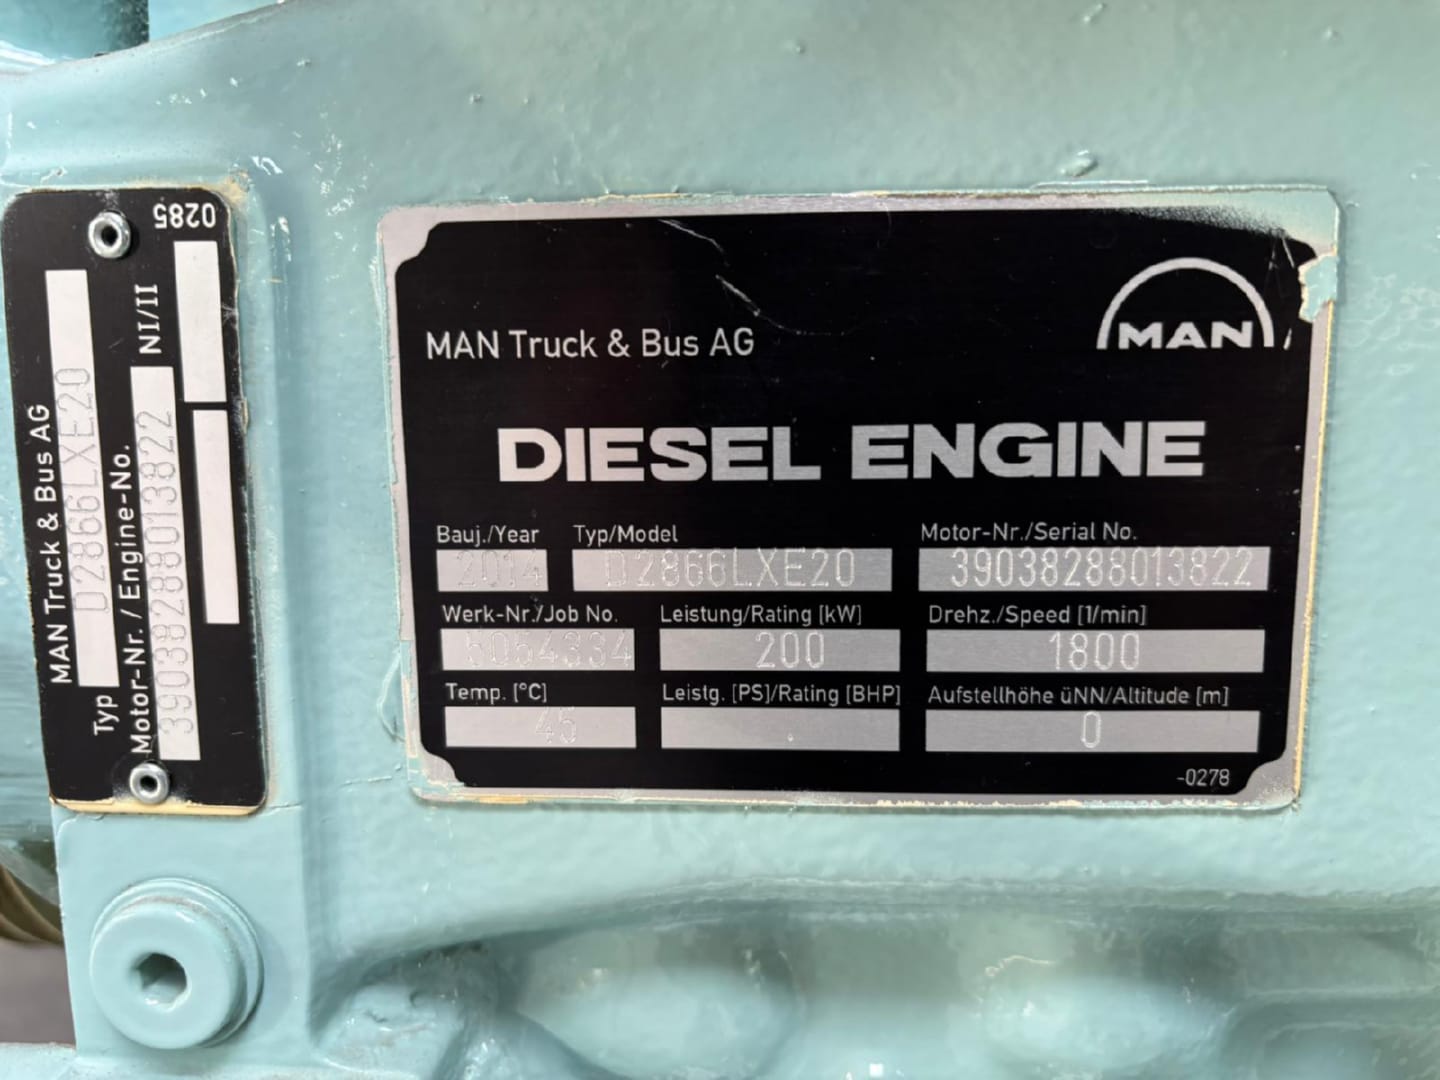 0285
MAN Truck & Bus AG
Typ D2866LXE20
Motor-Nr. / Engine-No. NI/II
39038288013822
MAN Truck & Bus AG
MAN
DIESEL ENGINE
Bauj./Year Typ/Model Motor-Nr./Serial No.
2014 D2866LXE20 39038288013822
Werk-Nr./Job No. Leistung/Rating [kW] Drehz./Speed [1/min]
5054334 200 1800
Temp. [°C] Leistg. [PS]/Rating [BHP] Aufstellhöhe üNN/Altitude [m]
45 . 0
-0278